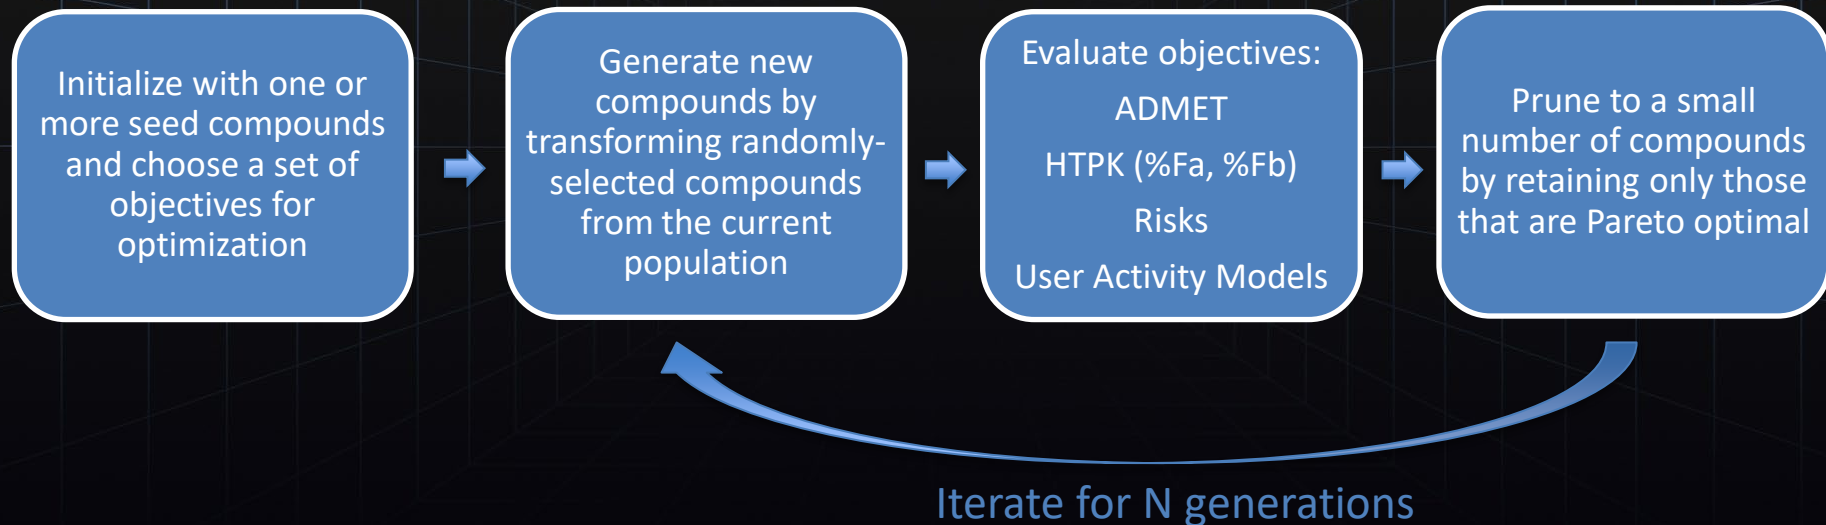 Initialize with one or
more seed compounds
and choose a set of
objectives for
optimization
Generate new
compounds by
transforming randomly-
selected compounds
from the current
population
Evaluate objectives:
ADMET
HTPK (%Fa, %Fb)
Risks
User Activity Models
Prune to a small
number of compounds
by retaining only those
that are Pareto optimal
Iterate for N generations